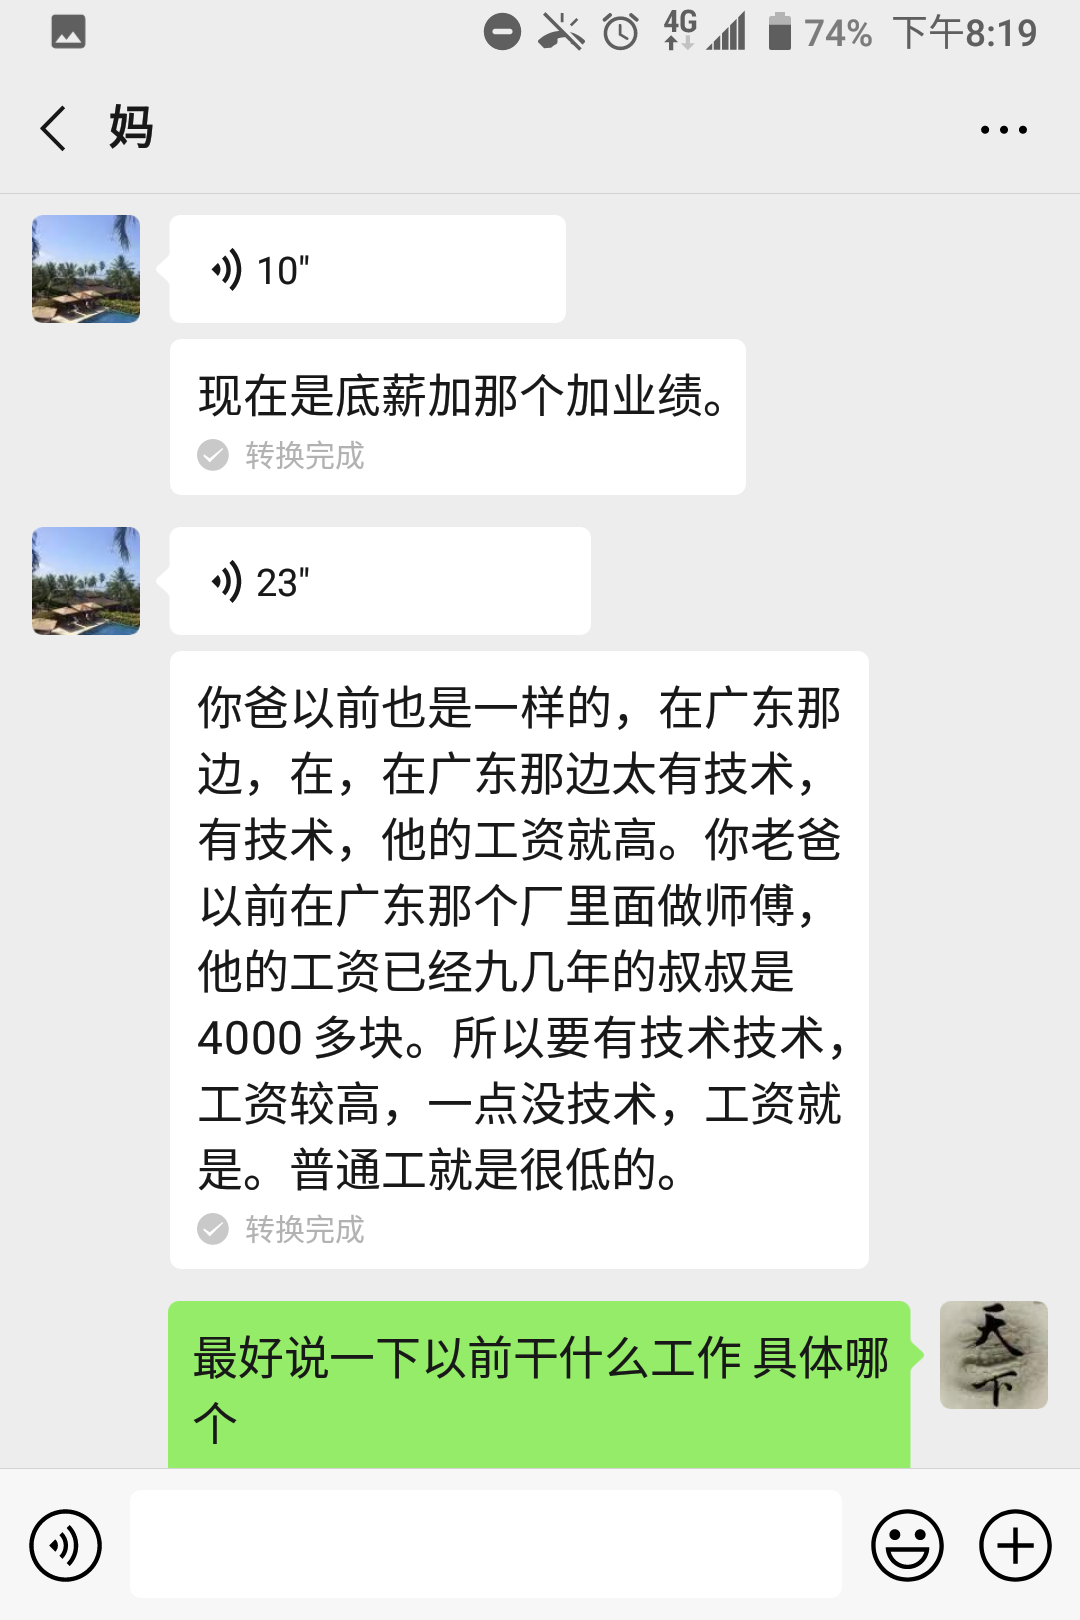 4G 74% 下午8:19
妈
10"
现在是底薪加那个加业绩。
转换完成
23"
你爸以前也是一样的，在广东那
边，在，在广东那边太有技术，
有技术，他的工资就高。你老爸
以前在广东那个厂里面做师傅，
他的工资已经九几年的叔叔是
4000 多块。所以要有技术技术，
工资较高，一点没技术，工资就
是。普通工就是很低的。
转换完成
最好说一下以前干什么工作 具体哪
个
天
下